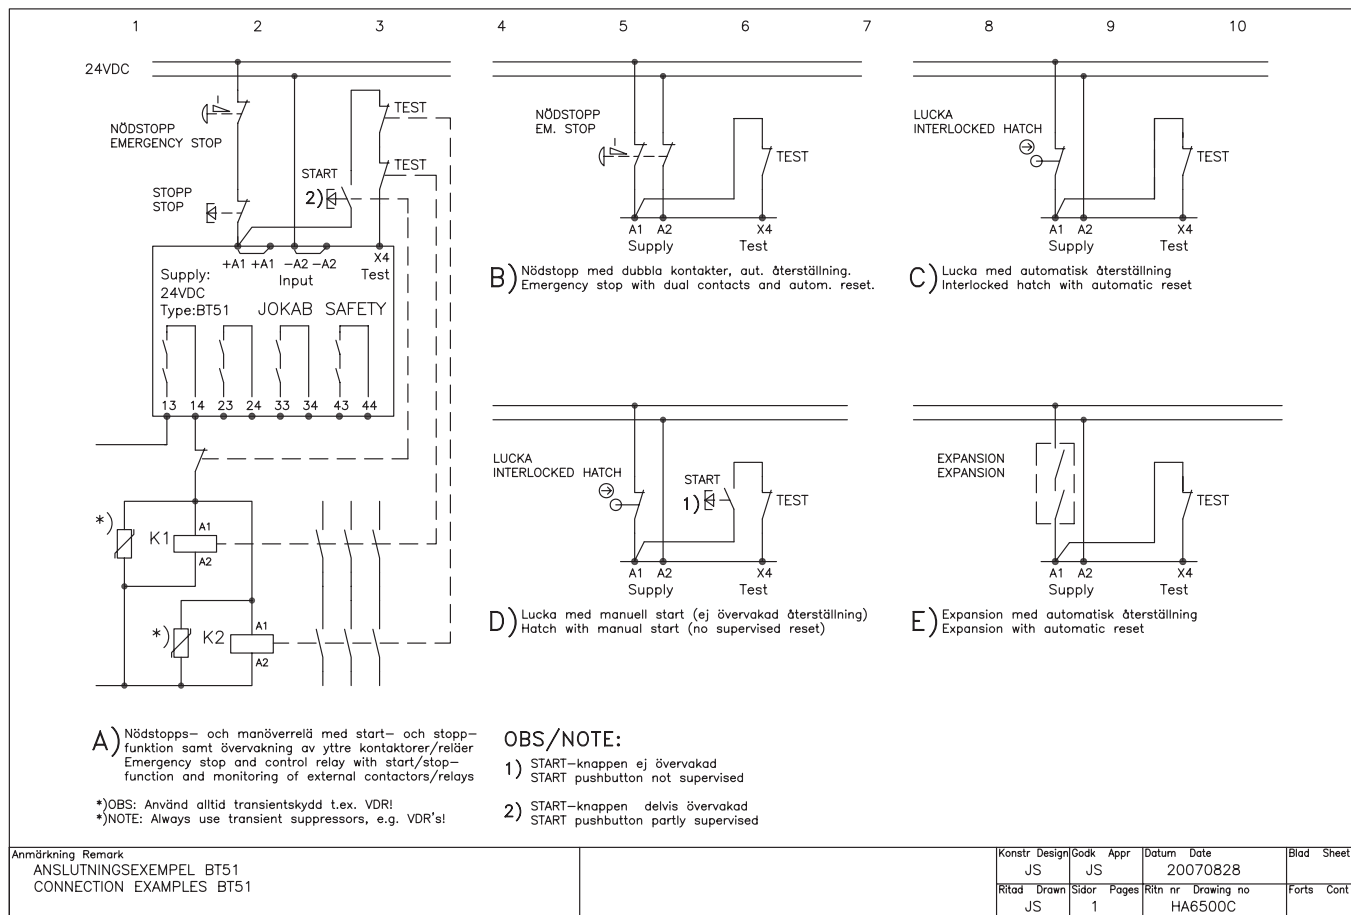 1 2 3 4 5 6 7 8 9 10
24VDC
NÖDSTOPP
EMERGENCY STOP
STOPP
STOP
TEST
TEST
START
2)
+A1 +A1 -A2 -A2 X4
Supply: Input Test
24VDC
Type:BT51 JOKAB SAFETY
13 14 23 24 33 34 43 44
*)
K1
A1
A2
*)
K2
A1
A2
A) Nödstopps- och manöverrelä med start- och stopp-
funktion samt övervakning av yttre kontaktorer/reläer
Emergency stop and control relay with start/stop-
function and monitoring of external contactors/relays
*)OBS: Använd alltid transientskydd t.ex. VDR!
*)NOTE: Always use transient suppressors, e.g. VDR's!
NÖDSTOPP
EM. STOP
TEST
A1 A2 X4
Supply Test
B) Nödstopp med dubbla kontakter, aut. återställning.
Emergency stop with dual contacts and autom. reset.
LUCKA
INTERLOCKED HATCH
TEST
A1 A2 X4
Supply Test
C) Lucka med automatisk återställning
Interlocked hatch with automatic reset
LUCKA
INTERLOCKED HATCH
START
1)
TEST
A1 A2 X4
Supply Test
D) Lucka med manuell start (ej övervakad återställning)
Hatch with manual start (no supervised reset)
EXPANSION
EXPANSION
TEST
A1 A2 X4
Supply Test
E) Expansion med automatisk återställning
Expansion with automatic reset
OBS/NOTE:
1) START-knappen ej övervakad
START pushbutton not supervised
2) START-knappen delvis övervakad
START pushbutton partly supervised
Anmärkning Remark
ANSLUTNINGSEXEMPEL BT51
CONNECTION EXAMPLES BT51
Konstr Design Godk Appr Datum Date Blad Sheet
JS JS 20070828
Ritad Drawn Sidor Pages Ritn nr Drawing no Forts Cont
JS 1 HA6500C